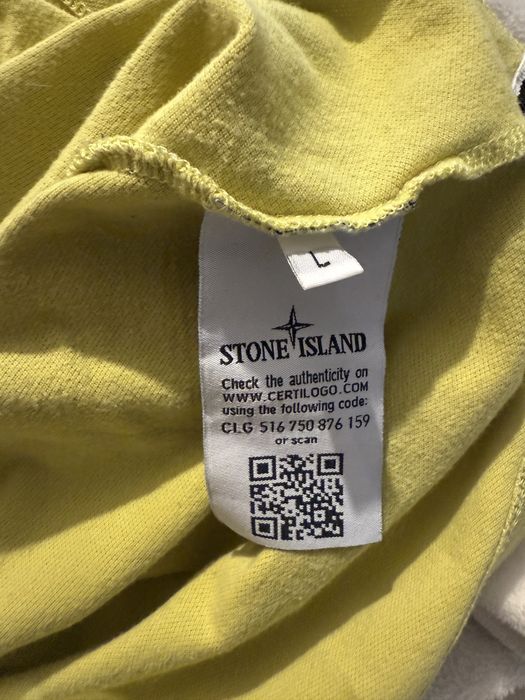 L
STONE ISLAND
Check the authenticity on
WWW.CERTILOGO.COM
using the following code:
CLG 516 750 876 159
or scan